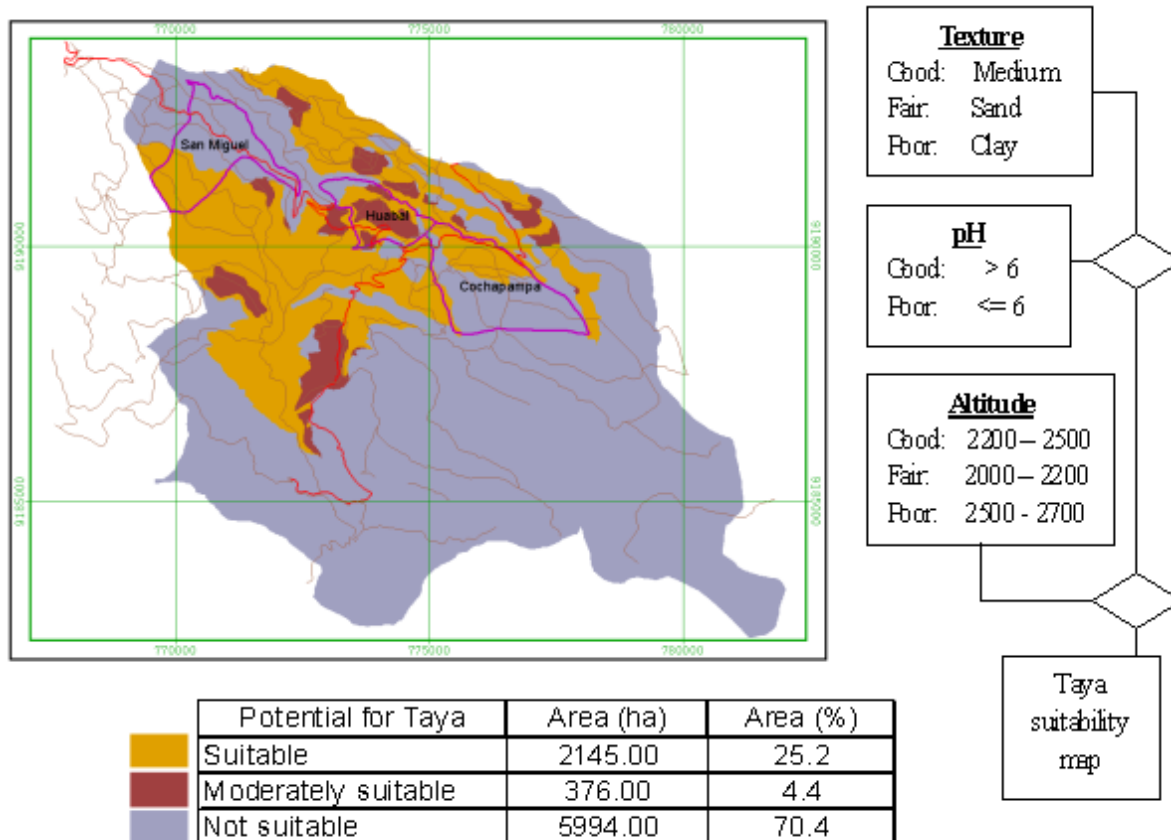 770000 775000 780000
San Miguel
Huabal
9190000 9190000
Cochapampa
9185000 9185000
770000 775000 780000
Texture
Good: Medium
Fair: Sand
Poor: Clay
pH
Good: > 6
Poor: <= 6
Altitude
Good: 2200 – 2500
Fair: 2000 – 2200
Poor: 2500 - 2700
Taya
suitability
map
Potential for Taya Area (ha) Area (%)
Suitable 2145.00 25.2
Moderately suitable 376.00 4.4
Not suitable 5994.00 70.4